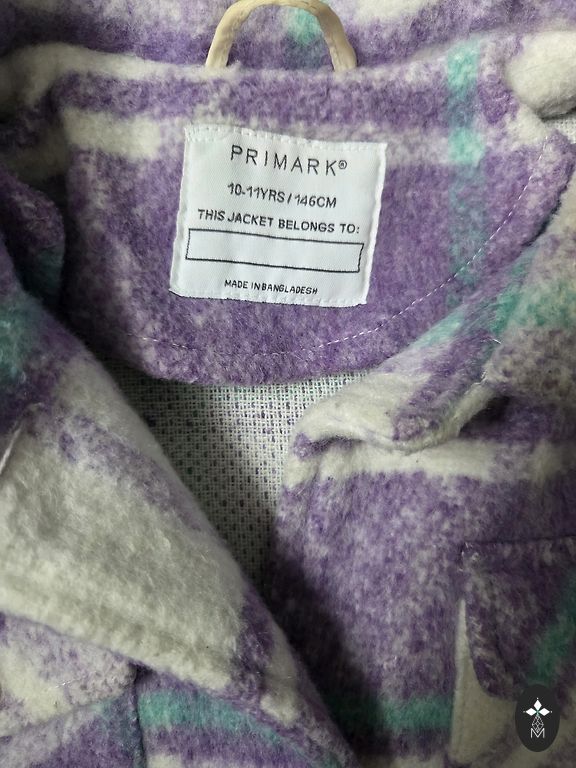 PRIMARK®
10-11YRS/146CM
THIS JACKET BELONGS TO:
MADE IN BANGLADESH
M